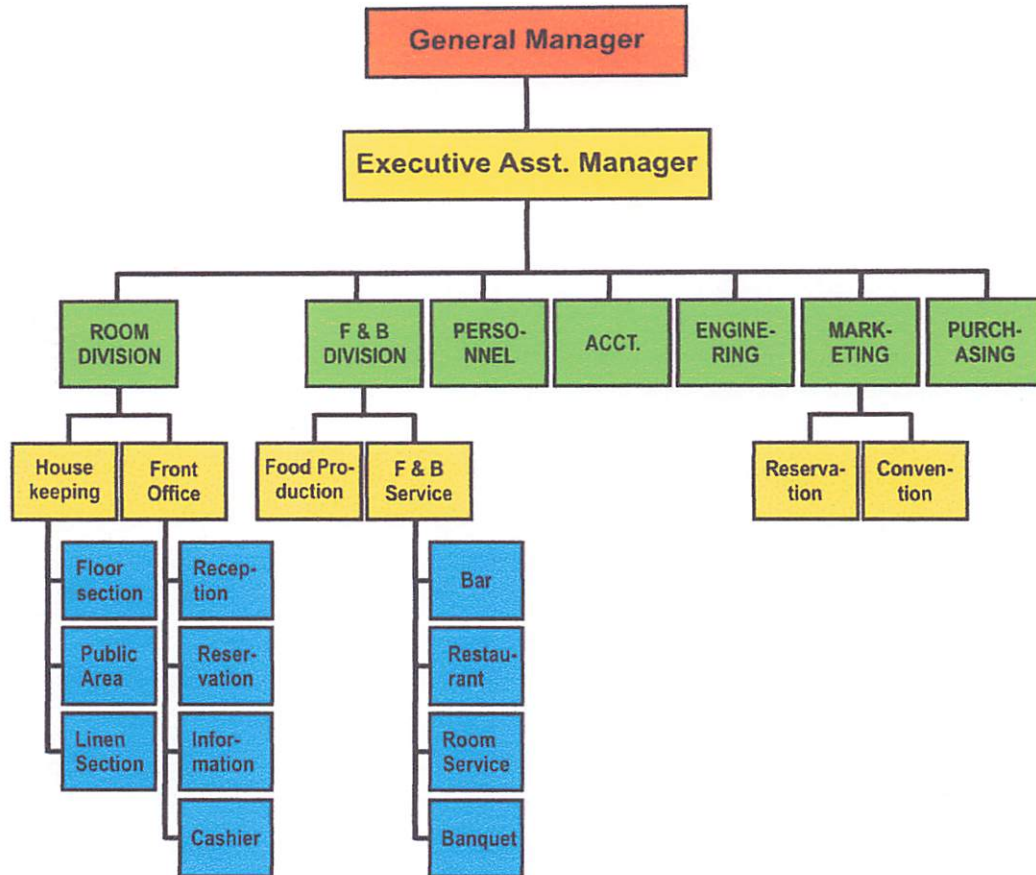 General Manager
Executive Asst. Manager
ROOM
DIVISION
F & B
DIVISION
PERSO-
NNEL
ACCT.
ENGINE-
RING
MARK-
ETING
PURCH-
ASING
House
keeping
Front
Office
Food Pro-
duction
F & B
Service
Reserva-
tion
Conven-
tion
Floor
section
Recep-
tion
Bar
Public
Area
Reser-
vation
Restau-
rant
Linen
Section
Infor-
mation
Room
Service
Cashier
Banquet